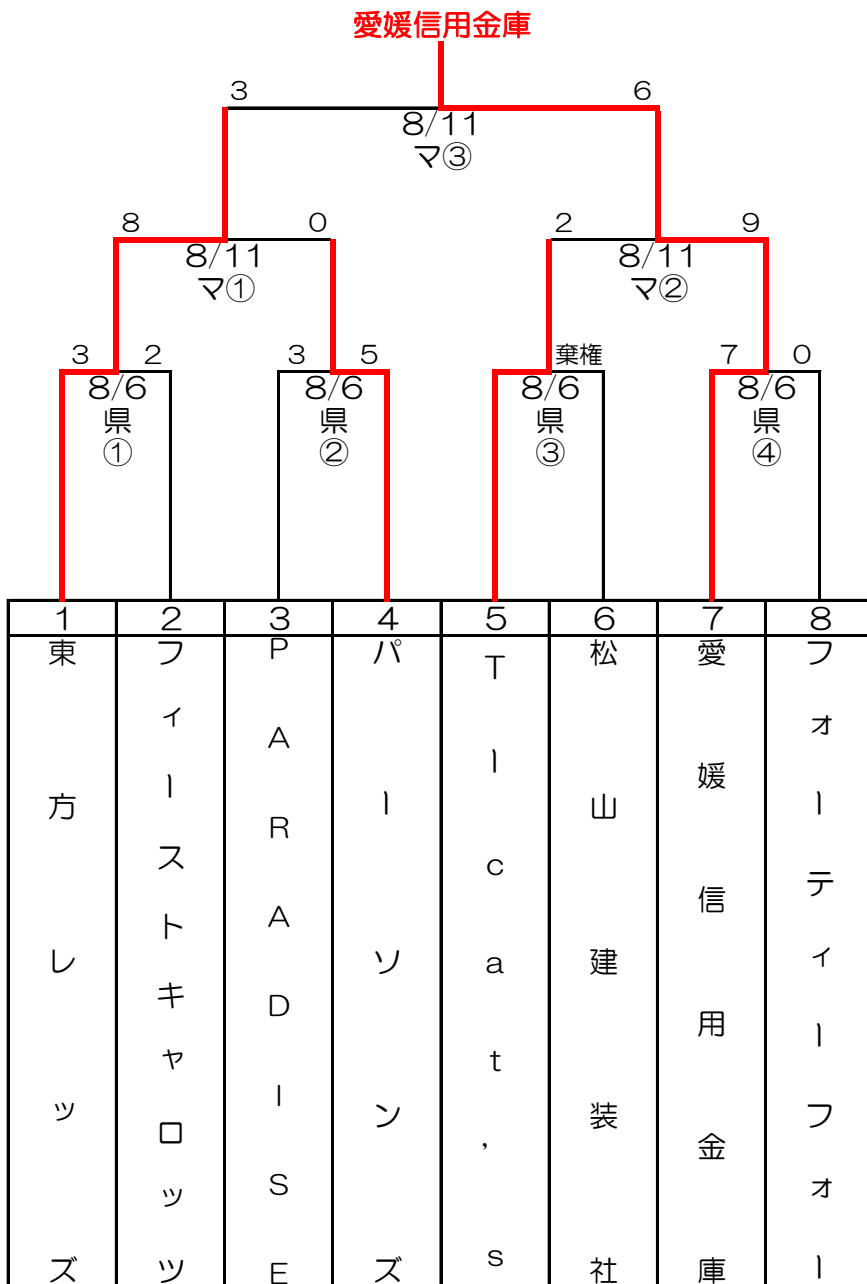 愛媛信用金庫
3 6
8/11
マ③
8 0 2 9
8/11 8/11
マ① マ②
3 2 3 5 棄権 7 0
8/6 8/6 8/6 8/6
県 県 県 県
① ② ③ ④
1 2 3 4 5 6 7 8
東方レッズ
フィーストキャロッツ
PARADISE
パーソンズ
T-cat's
松山建装社
愛媛信用金庫
フォーティーフォー